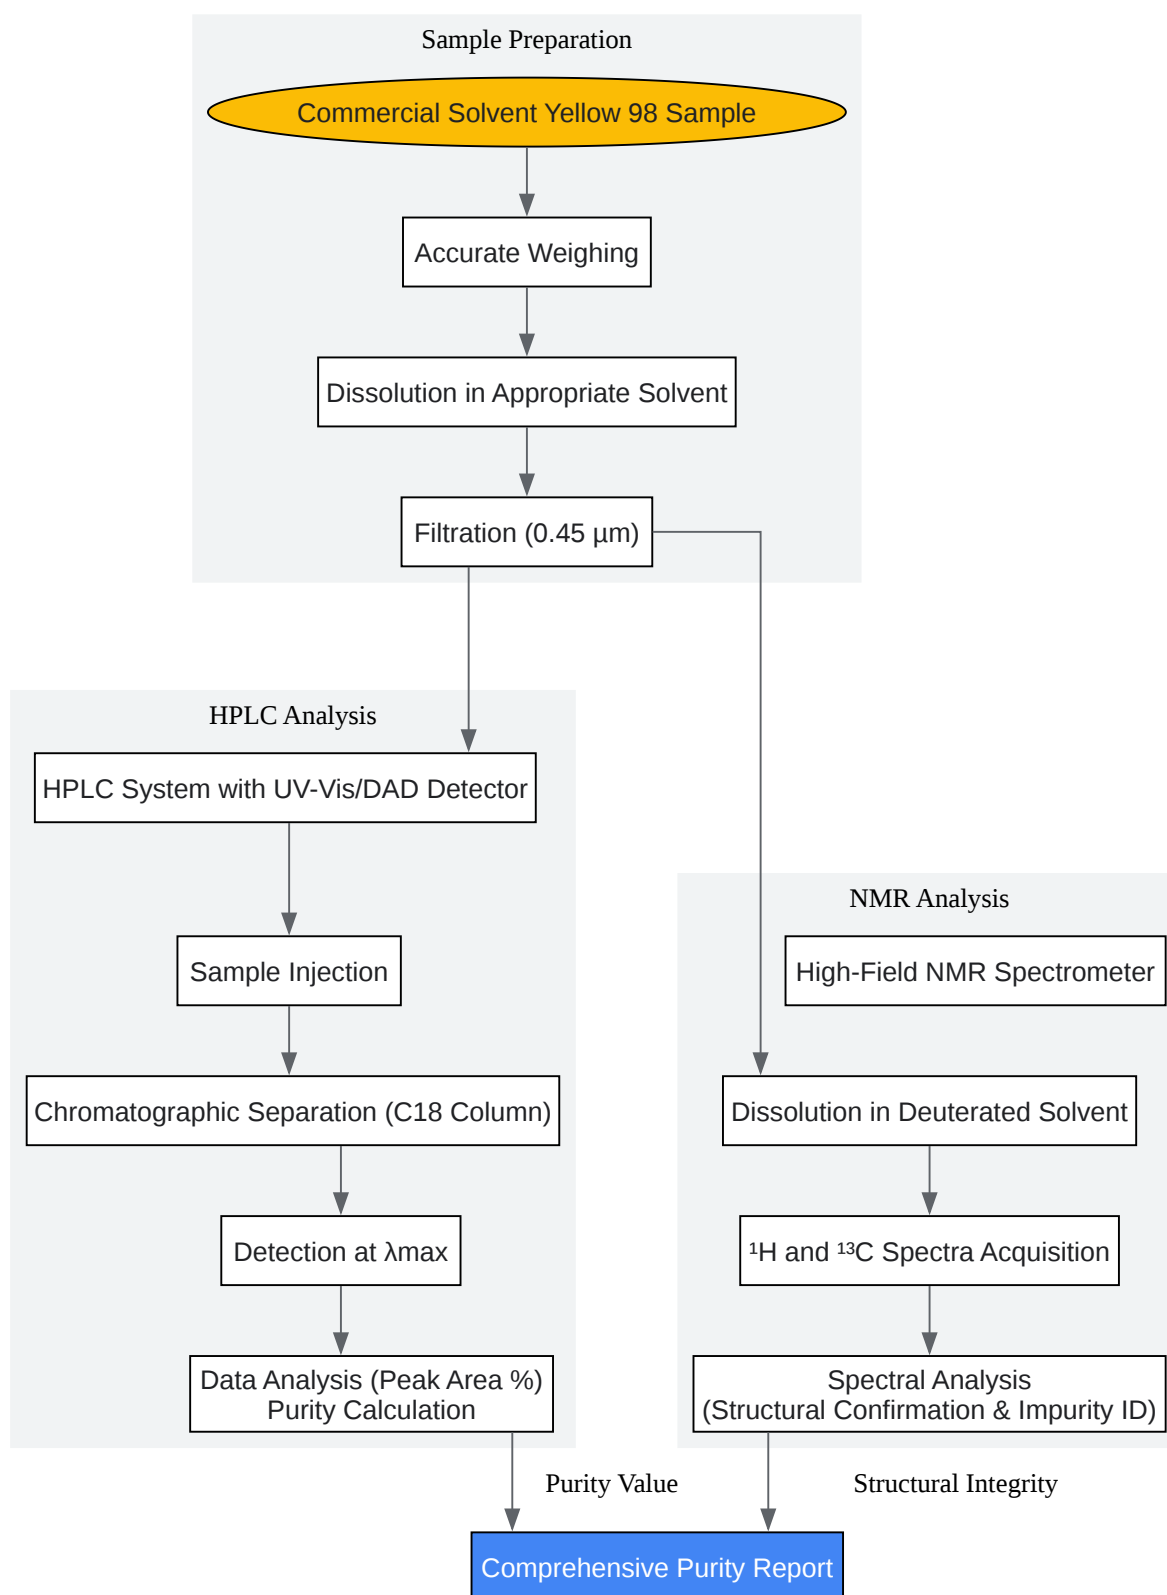 Sample Preparation
Commercial Solvent Yellow 98 Sample
Accurate Weighing
Dissolution in Appropriate Solvent
Filtration (0.45 µm)
HPLC Analysis
HPLC System with UV-Vis/DAD Detector
Sample Injection
Chromatographic Separation (C18 Column)
Detection at λmax
Data Analysis (Peak Area %)
Purity Calculation
NMR Analysis
High-Field NMR Spectrometer
Dissolution in Deuterated Solvent
¹H and ¹³C Spectra Acquisition
Spectral Analysis
(Structural Confirmation & Impurity ID)
Purity Value
Structural Integrity
Comprehensive Purity Report